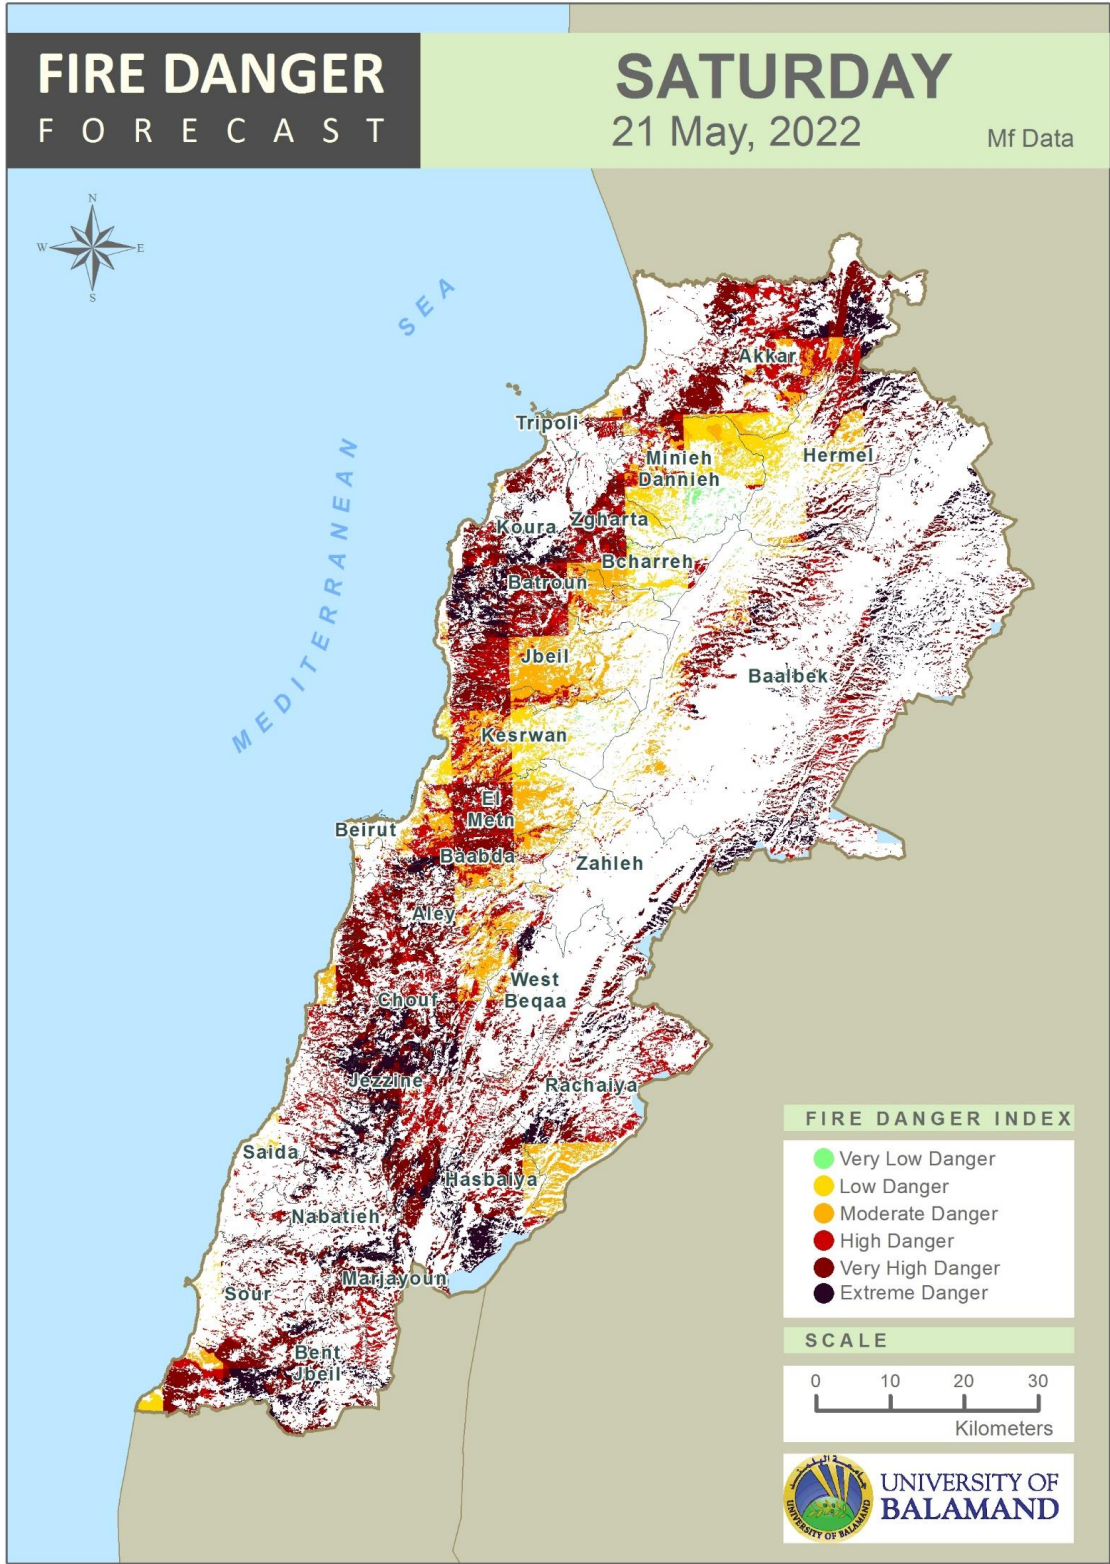 FIRE DANGER
FORECAST
SATURDAY
21 May, 2022
Mf Data
N
W
E
S
MEDITERRANEAN SEA
Akkar
Tripoli
Minieh
Dannieh
Hermel
Zgharta
Koura
Bcharreh
Batroun
Jbeil
Baalbek
Kesrwan
El
Metn
Beirut
Baabda
Zahleh
Aley
West
Beqaa
Chouf
Jezzine
Rachaiya
Saida
Hasbaiya
Nabatieh
Marjayoun
Sour
Bent
Jbeil
FIRE DANGER INDEX
Very Low Danger
Low Danger
Moderate Danger
High Danger
Very High Danger
Extreme Danger
SCALE
0 10 20 30
Kilometers
UNIVERSITY OF BALAMAND
UNIVERSITY OF
BALAMAND